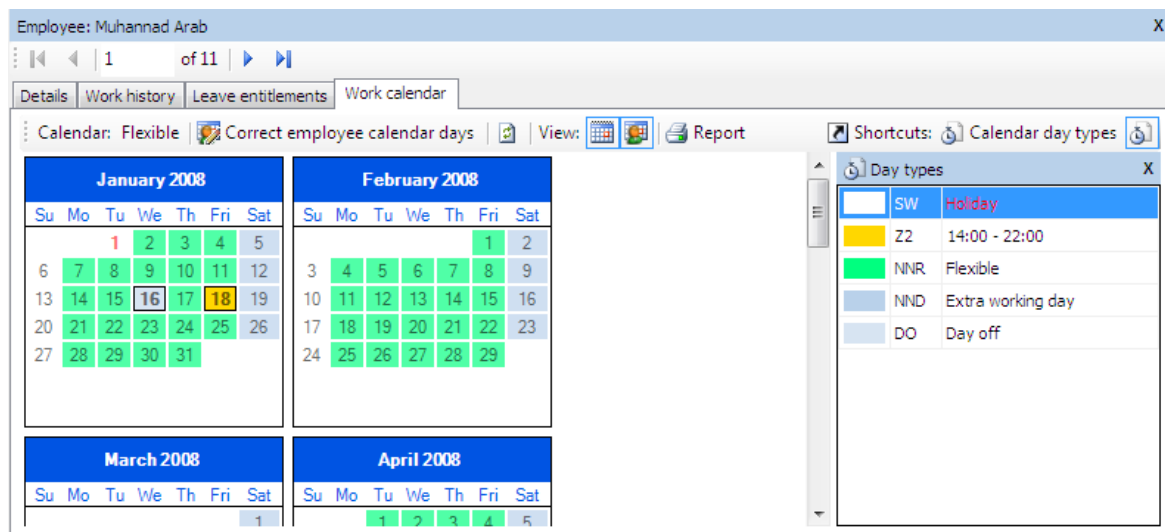 Employee: Muhannad Arab X
1 of 11
Details Work history Leave entitlements Work calendar
Calendar: Flexible Correct employee calendar days View: Report Shortcuts: Calendar day types
January 2008
Su Mo Tu We Th Fri Sat
1 2 3 4 5
6 7 8 9 10 11 12
13 14 15 16 17 18 19
20 21 22 23 24 25 26
27 28 29 30 31
February 2008
Su Mo Tu We Th Fri Sat
1 2
3 4 5 6 7 8 9
10 11 12 13 14 15 16
17 18 19 20 21 22 23
24 25 26 27 28 29
March 2008
Su Mo Tu We Th Fri Sat
1
April 2008
Su Mo Tu We Th Fri Sat
1 2 3 4 5
Day types X
SW Holiday
Z2 14:00 - 22:00
NNR Flexible
NND Extra working day
DO Day off